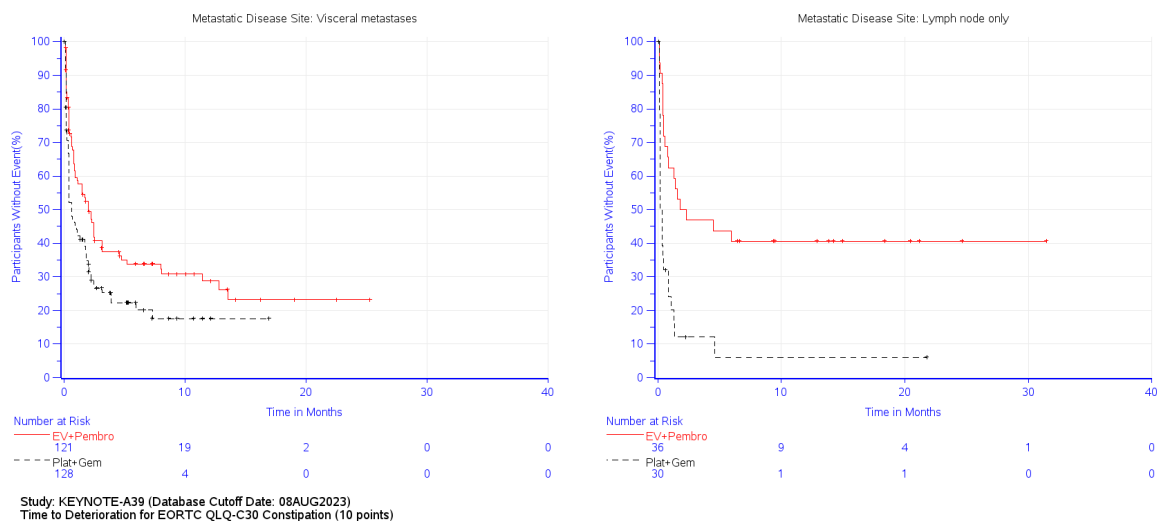 Metastatic Disease Site: Visceral metastases
100
90
80
70
60
50
40
30
20
10
0
Participants Without Event(%)
0 10 20 30 40
Time in Months
Number at Risk
EV+Pembro
121 19 2 0 0
Plat+Gem
128 4 0 0 0
Metastatic Disease Site: Lymph node only
100
90
80
70
60
50
40
30
20
10
0
Participants Without Event(%)
0 10 20 30 40
Time in Months
Number at Risk
EV+Pembro
36 9 4 1 0
Plat+Gem
30 1 1 0 0
Study: KEYNOTE-A39 (Database Cutoff Date: 08AUG2023)
Time to Deterioration for EORTC QLQ-C30 Constipation (10 points)